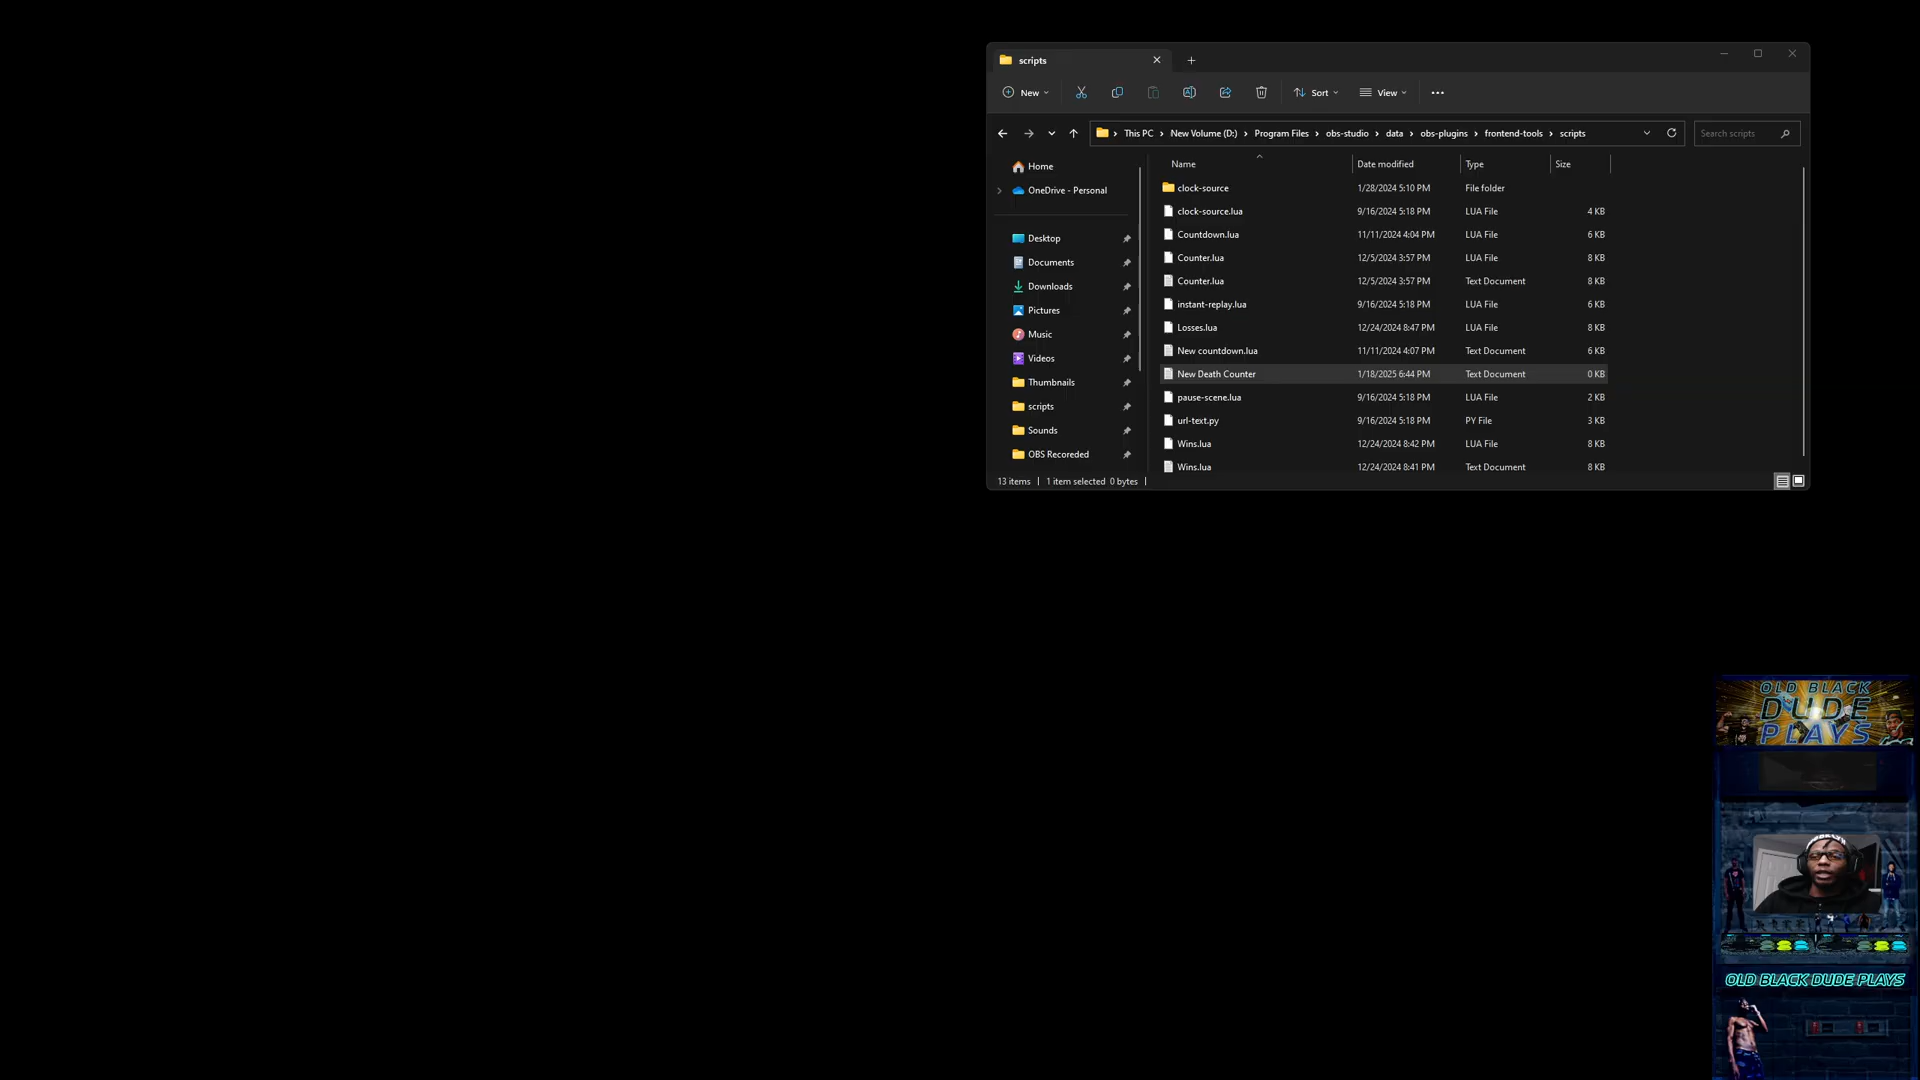 scripts
New
Sort
View
This PC > New Volume (D:) > Program Files > obs-studio > data > obs-plugins > frontend-tools > scripts
Search scripts
Home
OneDrive - Personal
Desktop
Documents
Downloads
Pictures
Music
Videos
Thumbnails
scripts
Sounds
OBS Recoreded
Name Date modified Type Size
clock-source 1/28/2024 5:10 PM File folder
clock-source.lua 9/16/2024 5:18 PM LUA File 4 KB
Countdown.lua 11/11/2024 4:04 PM LUA File 6 KB
Counter.lua 12/5/2024 3:57 PM LUA File 8 KB
Counter.lua 12/5/2024 3:57 PM Text Document 8 KB
instant-replay.lua 9/16/2024 5:18 PM LUA File 6 KB
Losses.lua 12/24/2024 8:47 PM LUA File 8 KB
New countdown.lua 11/11/2024 4:07 PM Text Document 6 KB
New Death Counter 1/18/2025 6:44 PM Text Document 0 KB
pause-scene.lua 9/16/2024 5:18 PM LUA File 2 KB
url-text.py 9/16/2024 5:18 PM PY File 3 KB
Wins.lua 12/24/2024 8:42 PM LUA File 8 KB
Wins.lua 12/24/2024 8:41 PM Text Document 8 KB
13 items 1 item selected 0 bytes
OLD BLACK
DUDE
PLAYS
OLD BLACK DUDE PLAYS